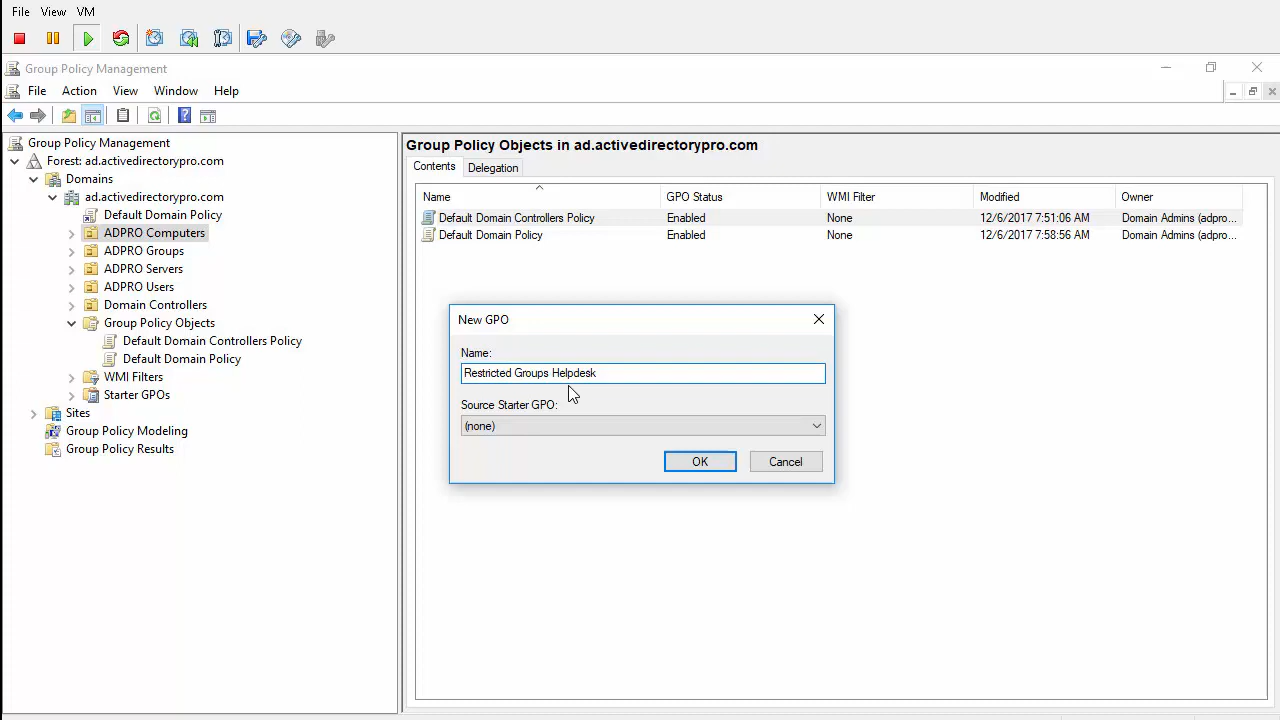 File View VM
Group Policy Management
File Action View Window Help
Group Policy Management
Forest: ad.activedirectorypro.com
Domains
ad.activedirectorypro.com
Default Domain Policy
ADPRO Computers
ADPRO Groups
ADPRO Servers
ADPRO Users
Domain Controllers
Group Policy Objects
Default Domain Controllers Policy
Default Domain Policy
WMI Filters
Starter GPOs
Sites
Group Policy Modeling
Group Policy Results
Group Policy Objects in ad.activedirectorypro.com
Contents Delegation
Name GPO Status WMI Filter Modified Owner
Default Domain Controllers Policy Enabled None 12/6/2017 7:51:06 AM Domain Admins (adpro...
Default Domain Policy Enabled None 12/6/2017 7:58:56 AM Domain Admins (adpro...
New GPO
Name:
Restricted Groups Helpdesk
Source Starter GPO:
(none)
OK Cancel